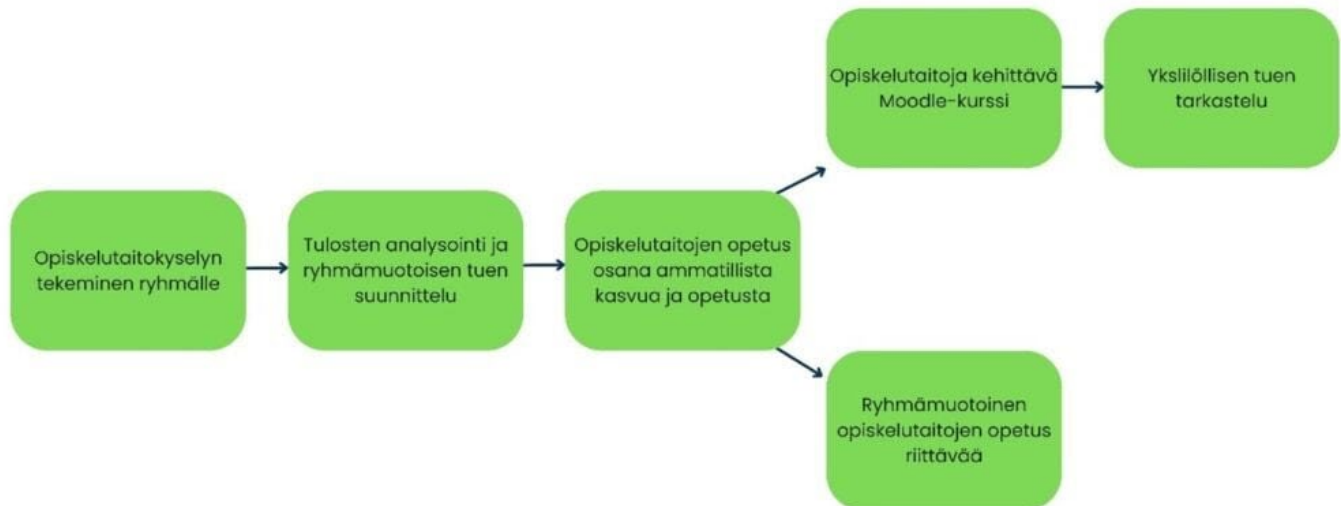 Opiskelutaitokyselyn
tekeminen ryhmälle
Tulosten analysointi ja
ryhmämuotoisen tuen
suunnittelu
Opiskelutaitojen opetus
osana ammatillista
kasvua ja opetusta
Opiskelutaitoja kehittävä
Moodle-kurssi
Ykslilöllisen tuen
tarkastelu
Ryhmämuotoinen
opiskelutaitojen opetus
riittävää